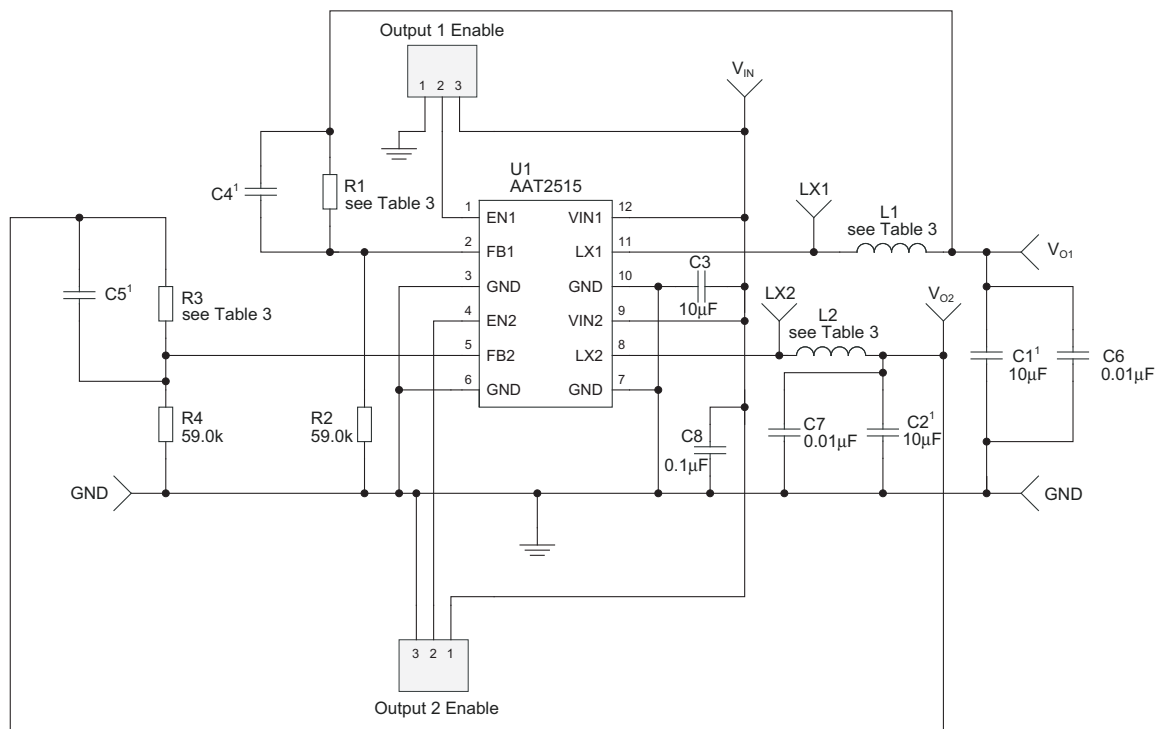 Output 1 Enable
1 2 3
V_IN
U1
AAT2515
C4¹
R1
see Table 3
LX1
L1
see Table 3
1 EN1 VIN1 12
2 FB1 LX1 11
3 GND GND 10
4 EN2 VIN2 9
5 FB2 LX2 8
6 GND GND 7
V_O1
C3
10µF
C5¹
R3
see Table 3
LX2
L2
see Table 3
V_O2
C1¹
10µF
C6
0.01µF
R4
59.0k
R2
59.0k
C8
0.1µF
C7
0.01µF
C2¹
10µF
GND
GND
3 2 1
Output 2 Enable